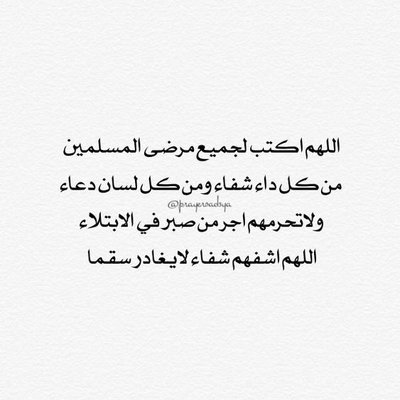 اللهم اكتب لجميع مرضى المسلمين
من كل داء شفاء ومن كل لسان دعاء
@prayersadbya
ولاتحرمهم اجر من صبر في الابتلاء
اللهم اشفهم شفاء لايغادر سقما